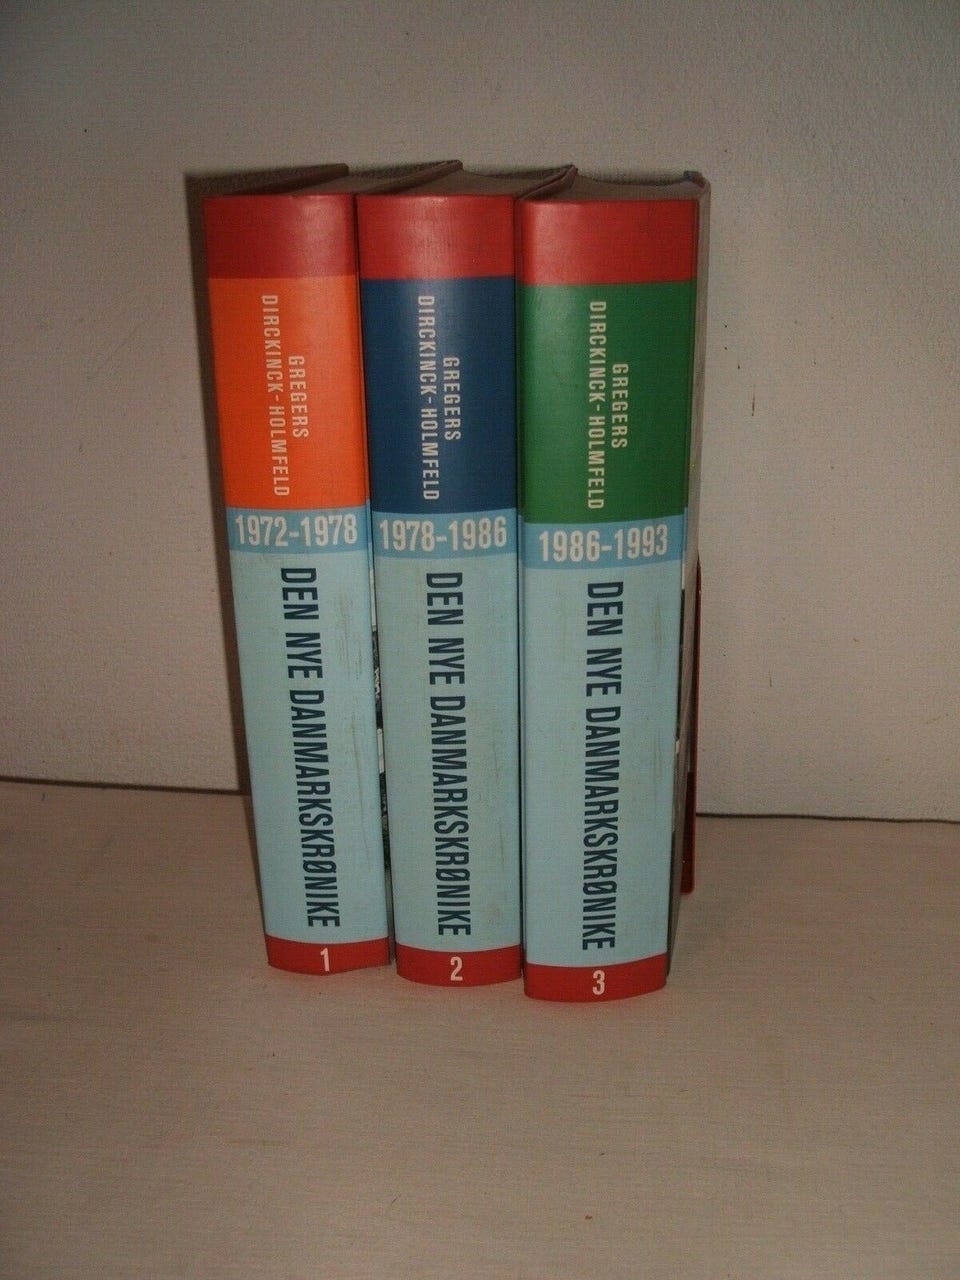 GREGERS
DIRCKINCK-HOLMFELD
1972-1978
DEN NYE DANMARKSKRØNIKE
1
GREGERS
DIRCKINCK-HOLMFELD
1978-1986
DEN NYE DANMARKSKRØNIKE
2
GREGERS
DIRCKINCK-HOLMFELD
1986-1993
DEN NYE DANMARKSKRØNIKE
3